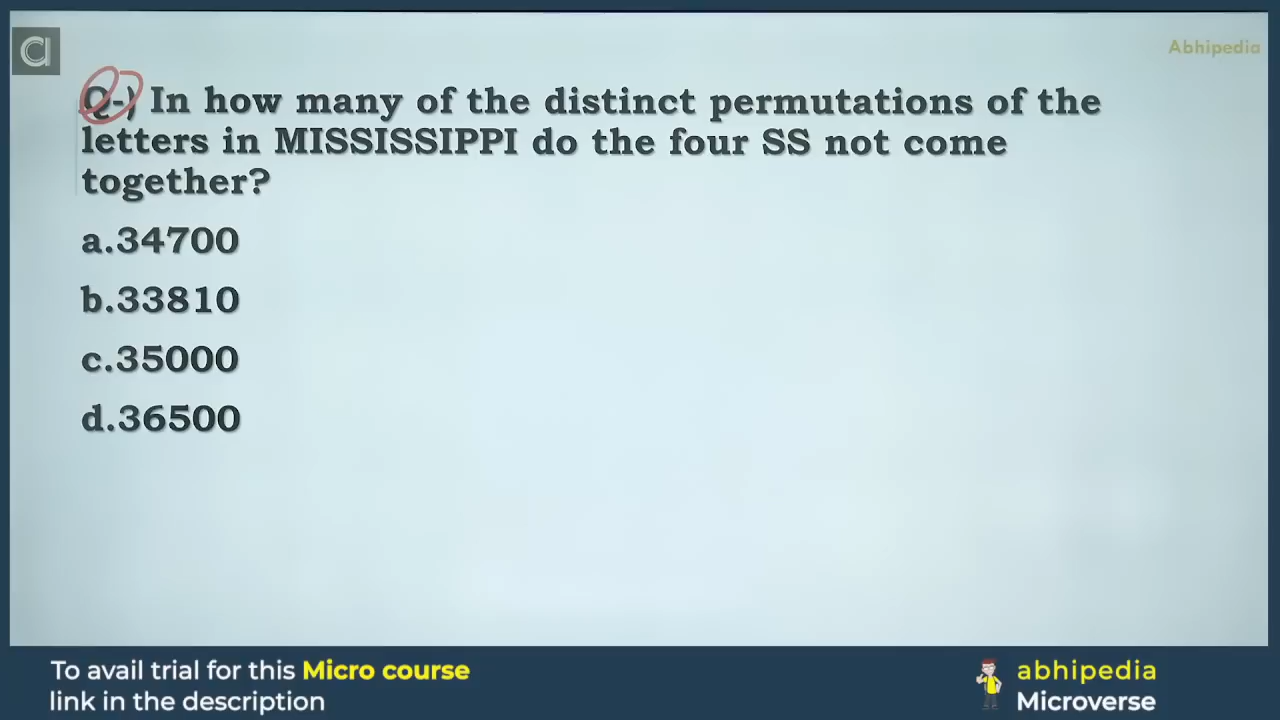 Abhipedia
Q-) In how many of the distinct permutations of the
letters in MISSISSIPPI do the four SS not come
together?
a.34700
b.33810
c.35000
d.36500
To avail trial for this Micro course
link in the description
abhipedia
Microverse